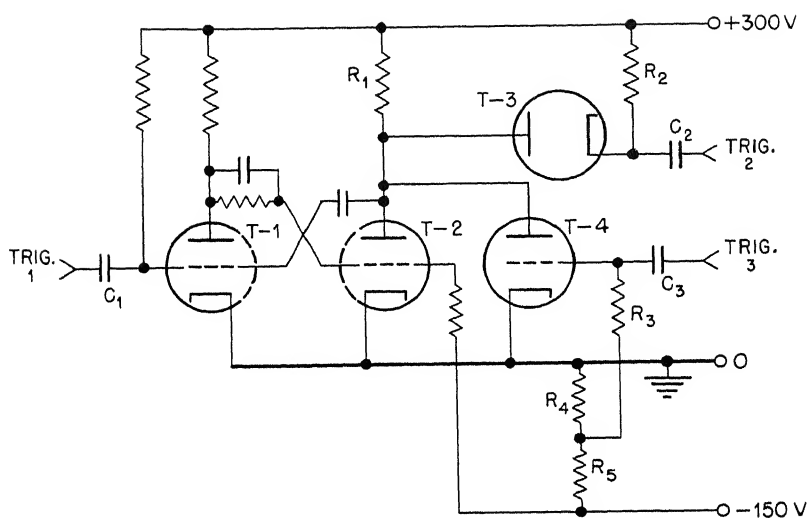 +300 V
R1
R2
T-3
C2
TRIG.
2
T-1
T-2
T-4
TRIG.
1
C1
TRIG.
3
C3
R3
0
R4
R5
-150 V